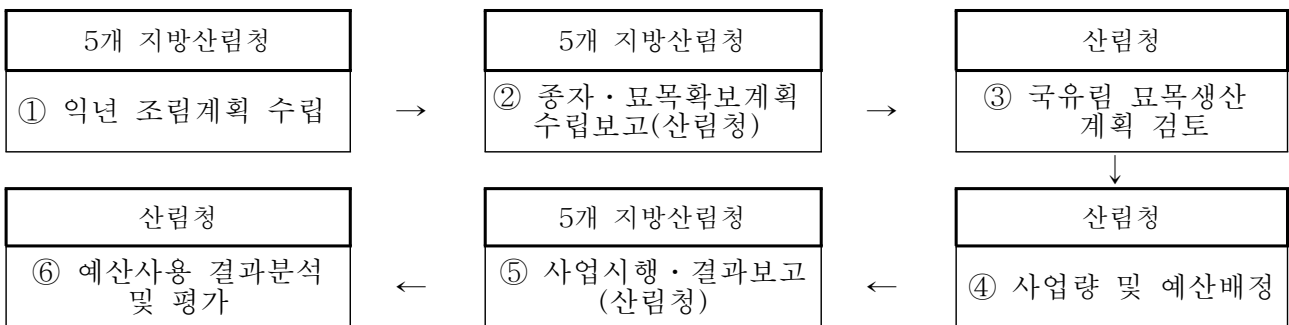 5개 지방산림청
① 익년 조림계획 수립
→
5개 지방산림청
② 종자・묘목확보계획
수립보고(산림청)
→
산림청
③ 국유림 묘목생산
계획 검토
↓
산림청
④ 사업량 및 예산배정
←
5개 지방산림청
⑤ 사업시행・결과보고
(산림청)
←
산림청
⑥ 예산사용 결과분석
및 평가